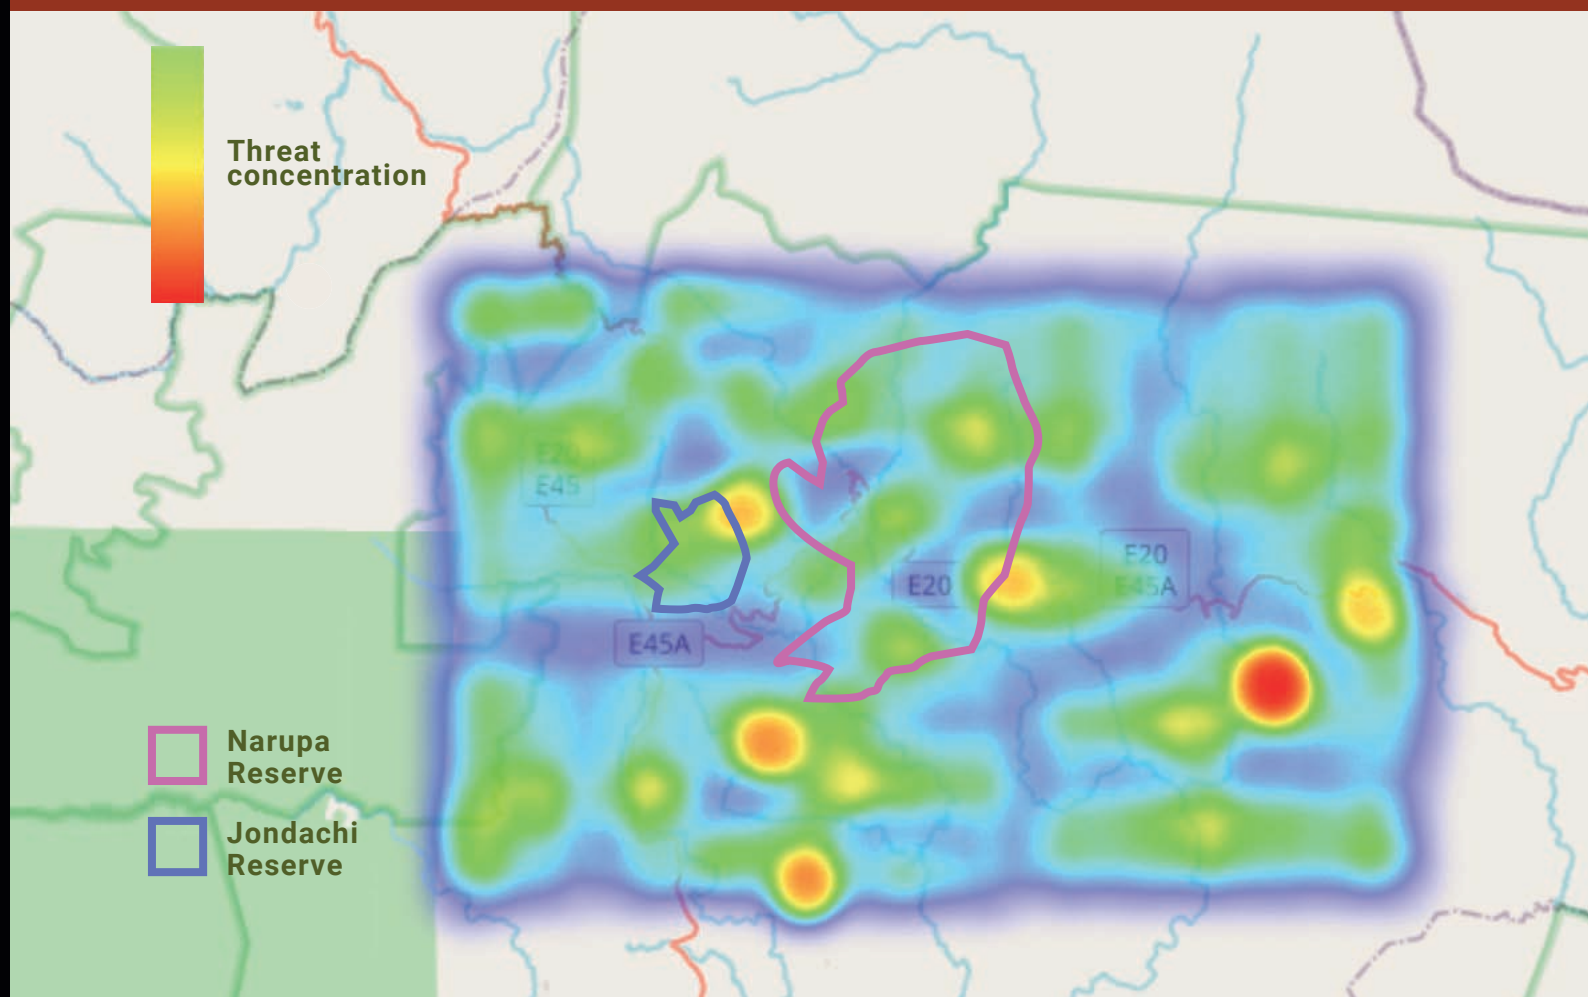 Threat
concentration
E20
E45
E20
E20
E45A
E45A
Narupa
Reserve
Jondachi
Reserve